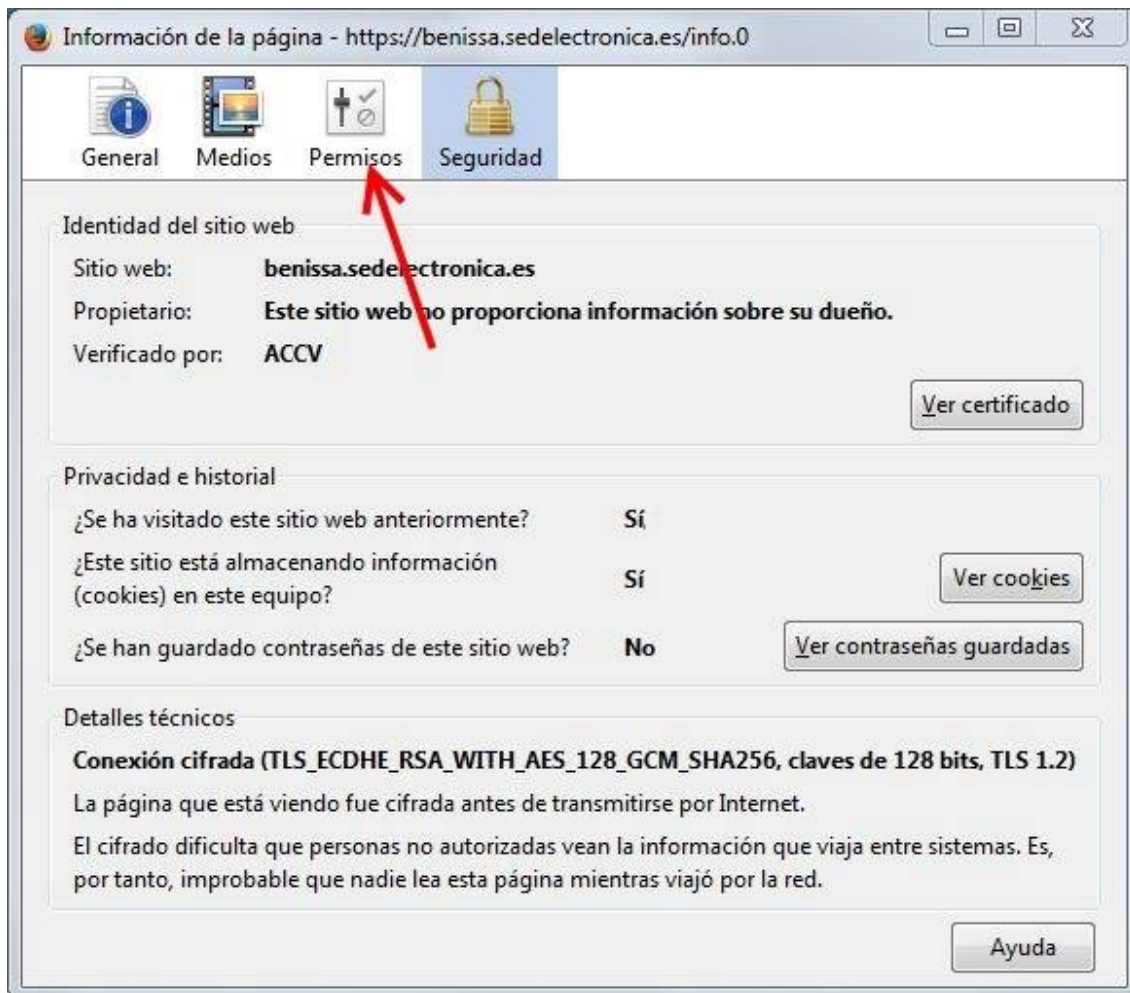 Información de la página - https://benissa.sedelectronica.es/info.0
General Medios Permisos Seguridad
Identidad del sitio web
Sitio web: benissa.sedelectronica.es
Propietario: Este sitio web no proporciona información sobre su dueño.
Verificado por: ACCV
Ver certificado
Privacidad e historial
¿Se ha visitado este sitio web anteriormente? Sí
¿Este sitio está almacenando información
(cookies) en este equipo? Sí Ver cookies
¿Se han guardado contraseñas de este sitio web? No Ver contraseñas guardadas
Detalles técnicos
Conexión cifrada (TLS_ECDHE_RSA_WITH_AES_128_GCM_SHA256, claves de 128 bits, TLS 1.2)
La página que está viendo fue cifrada antes de transmitirse por Internet.
El cifrado dificulta que personas no autorizadas vean la información que viaja entre sistemas. Es,
por tanto, improbable que nadie lea esta página mientras viajó por la red.
Ayuda